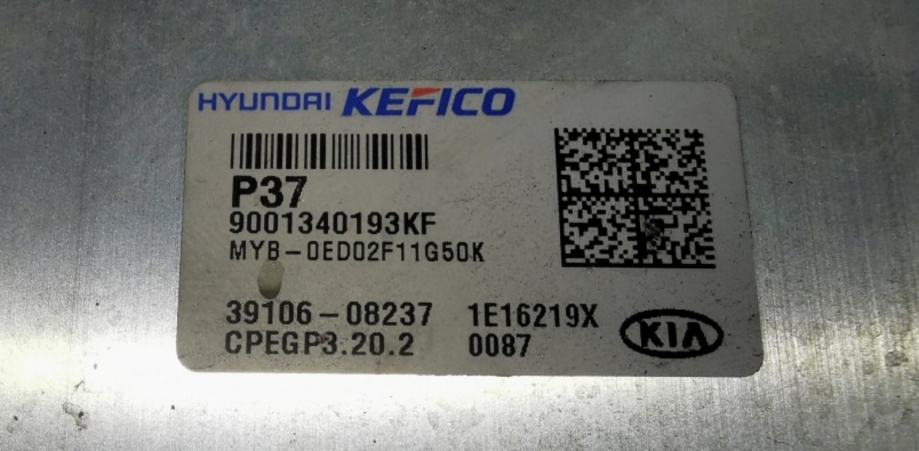 HYUNDAI KEFICO
P37
9001340193KF
MYB-0ED02F11G50K
39106-08237 1E16219X
CPEGP3.20.2 0087
KIA